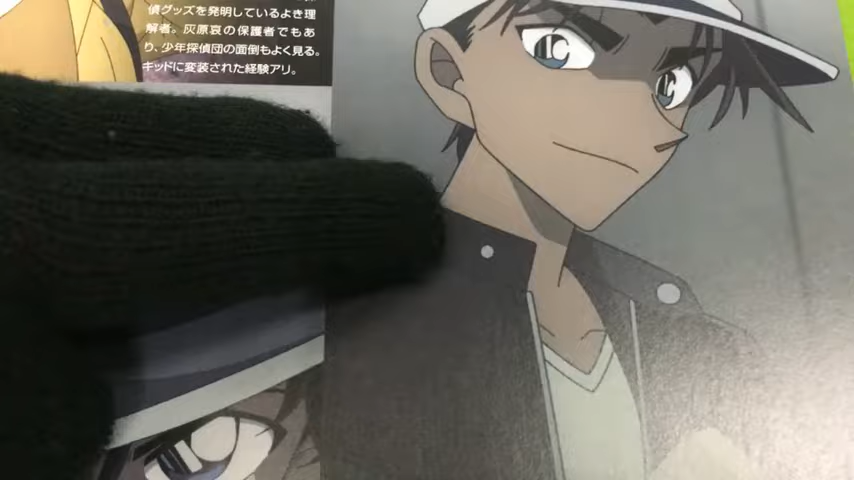 偵グッズを発明しているよき理
解者。灰原哀の保護者でもあ
り、少年探偵団の面倒もよく見る。
キッドに変装された経験アリ。